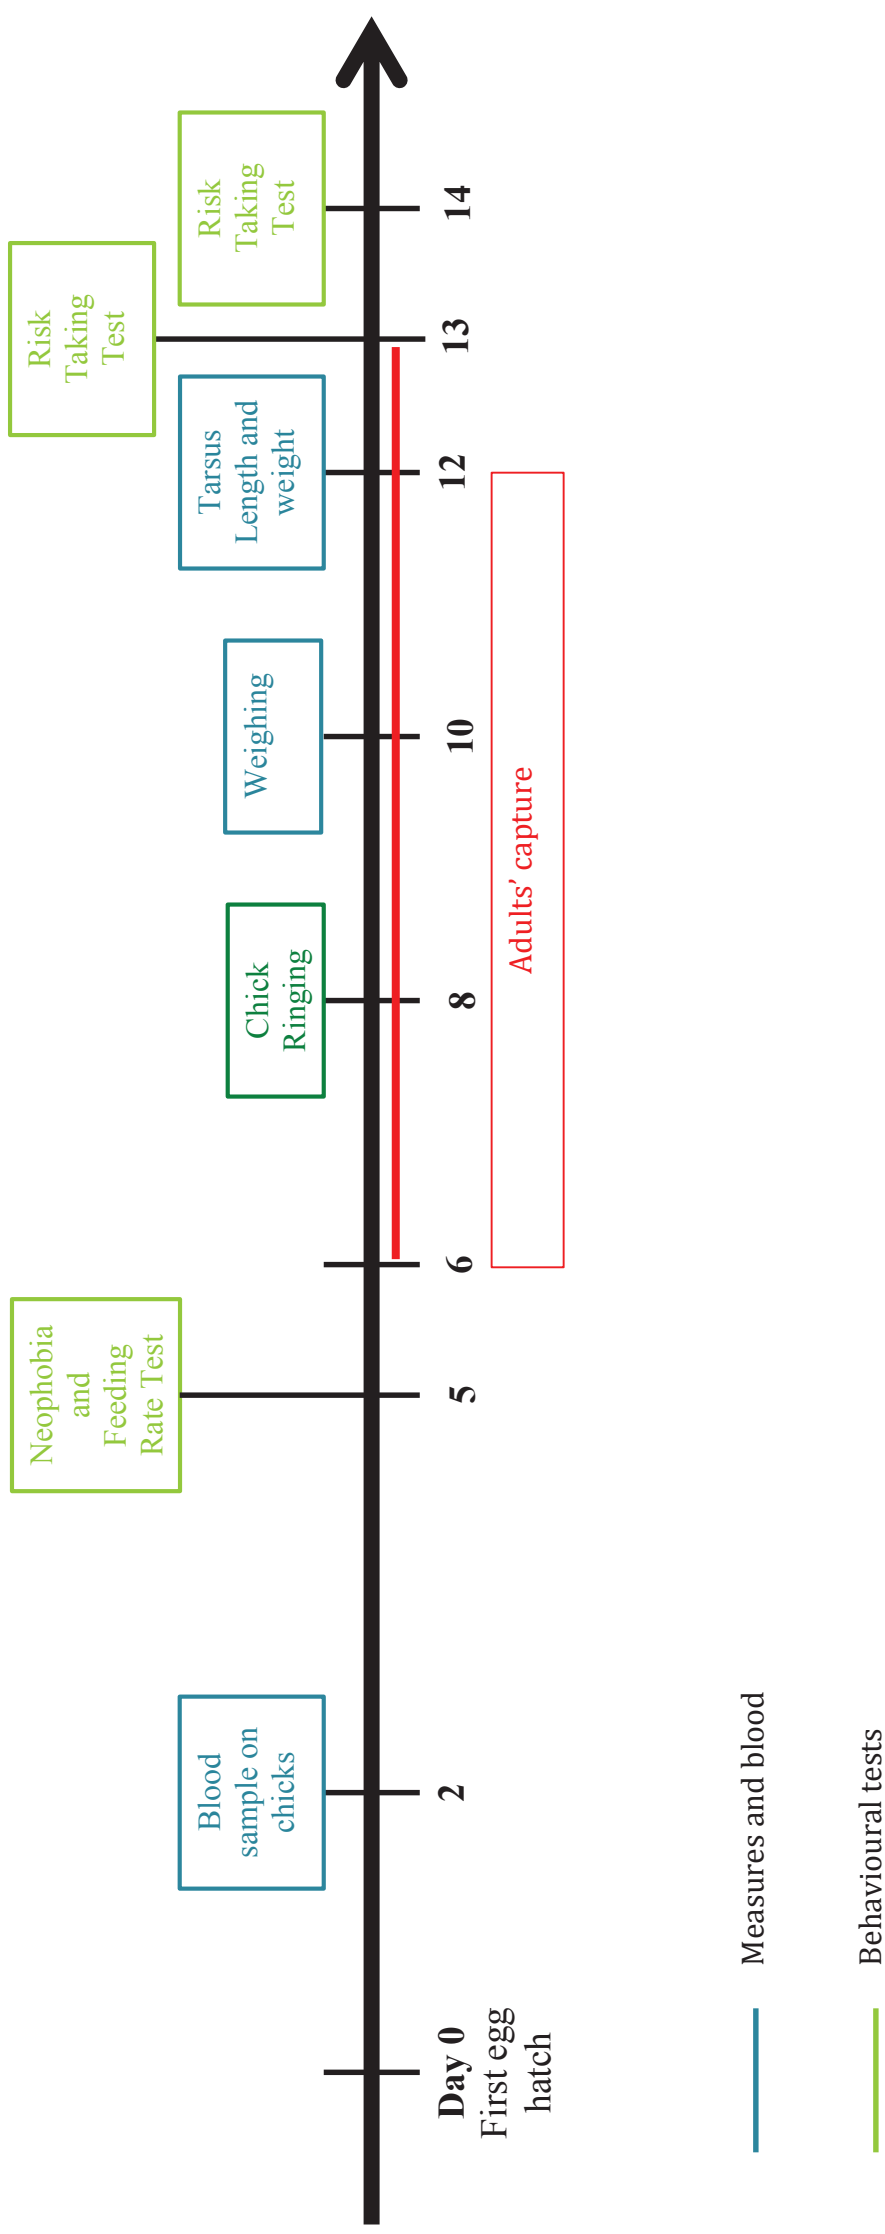 Blood
sample on
chicks
Neophobia
and
Feeding
Rate Test
Chick
Ringing
Weighing
Tarsus
Length and
weight
Risk
Taking
Test
Risk
Taking
Test
Day 0
First egg
hatch
2
5
6
8
10
12
13
14
Adults’ capture
Measures and blood
Behavioural tests